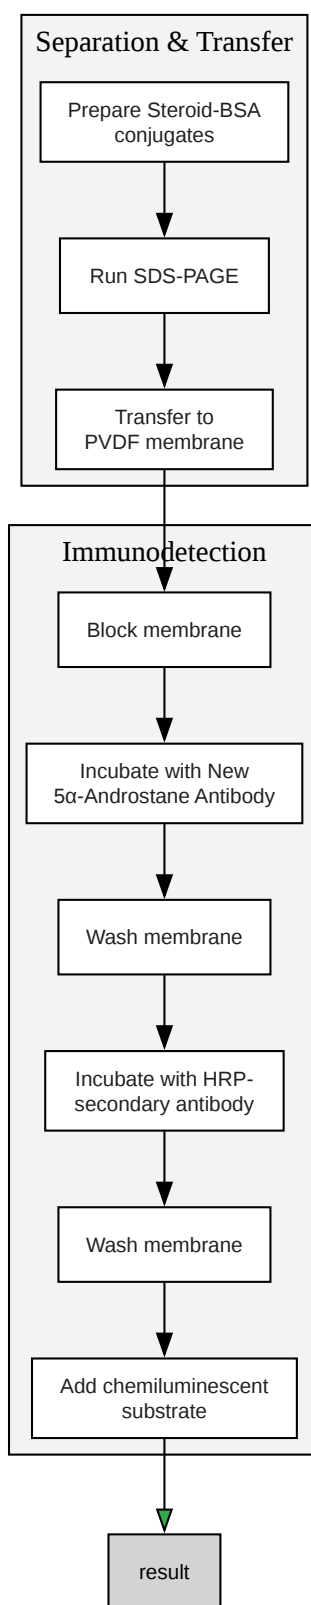 Separation & Transfer
Prepare Steroid-BSA
conjugates
Run SDS-PAGE
Transfer to
PVDF membrane
Immunodetection
Block membrane
Incubate with New
5α-Androstane Antibody
Wash membrane
Incubate with HRP-
secondary antibody
Wash membrane
Add chemiluminescent
substrate
result